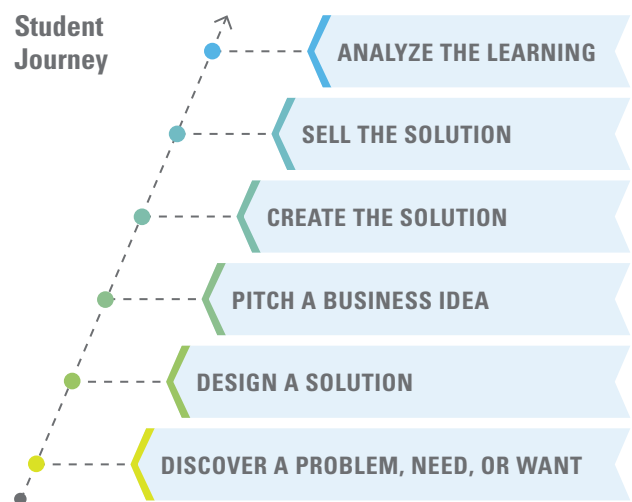 Student
Journey
ANALYZE THE LEARNING
SELL THE SOLUTION
CREATE THE SOLUTION
PITCH A BUSINESS IDEA
DESIGN A SOLUTION
DISCOVER A PROBLEM, NEED, OR WANT